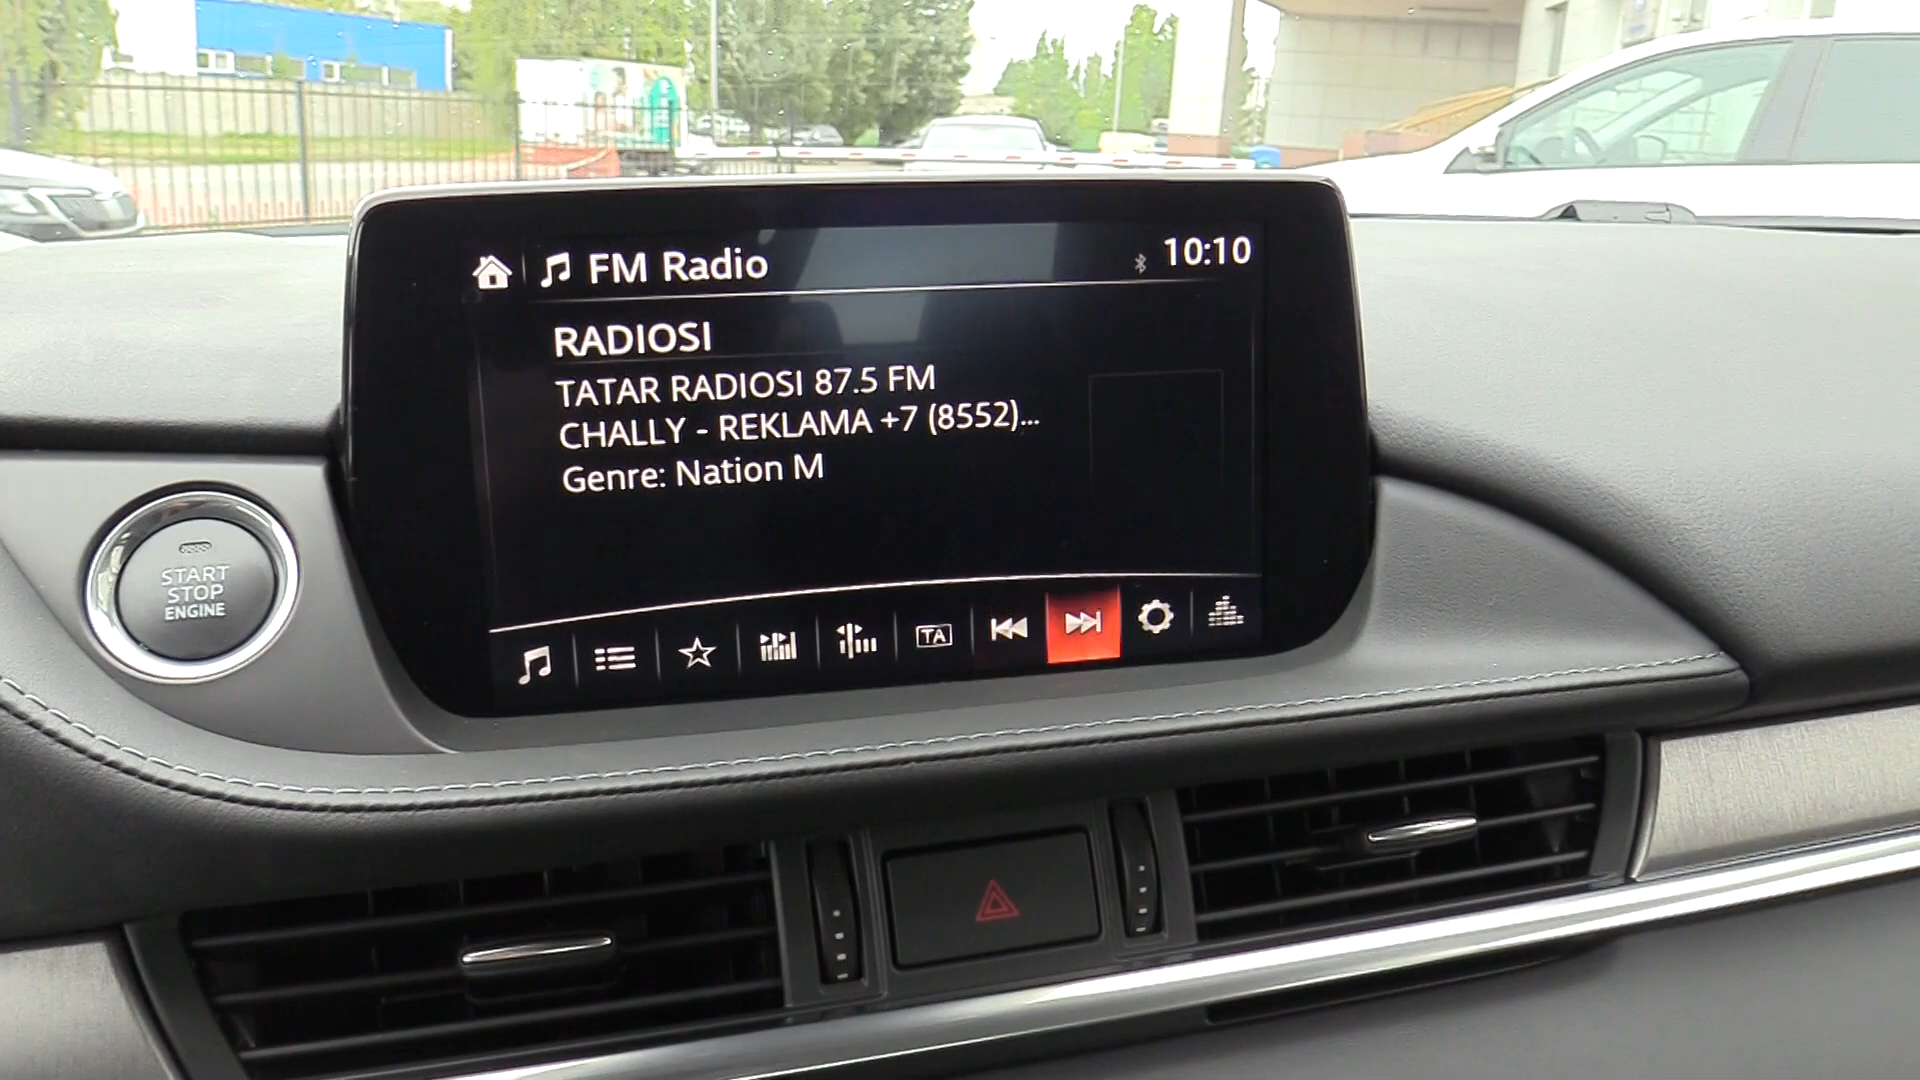 FM Radio
10:10
RADIOSI
TATAR RADIOSI 87.5 FM
CHALLY - REKLAMA +7 (8552)...
Genre: Nation M
TA
START
STOP
ENGINE